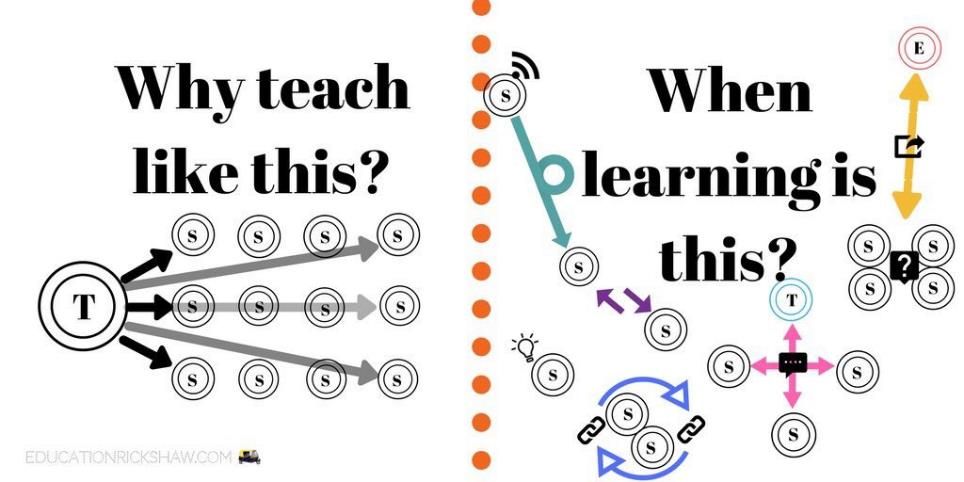 Why teach
like this?
S S S S
T
S S S S
S S S S
EDUCATIONRICKSHAW.COM
When
learning is
this?
E
S
S
S S
?
S S
T
S
S
S S
S
S
S